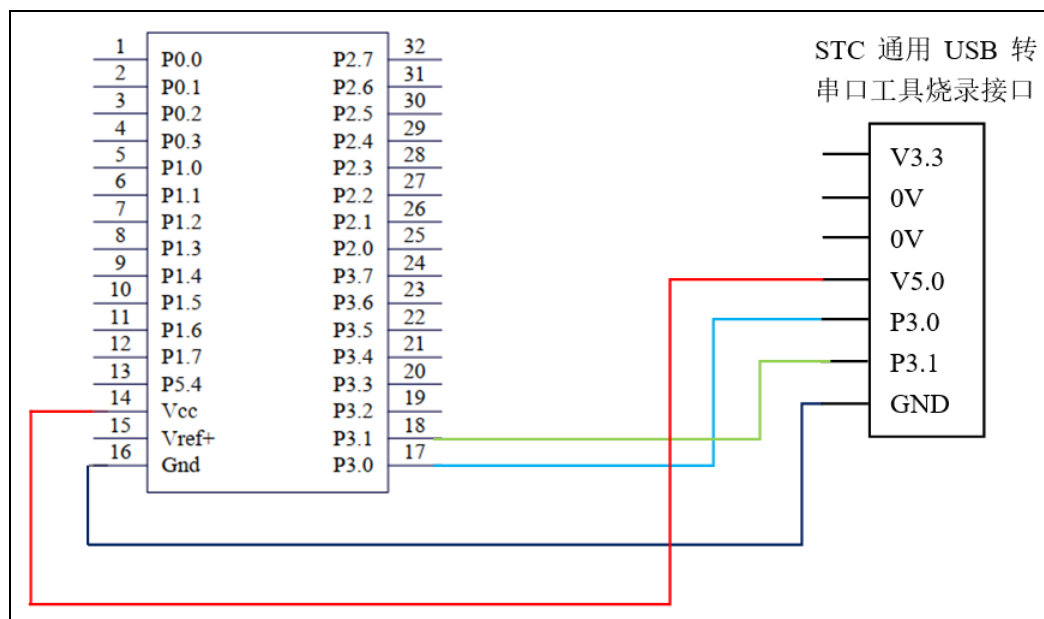 1 P0.0 P2.7 32
2 P0.1 P2.6 31
3 P0.2 P2.5 30
4 P0.3 P2.4 29
5 P1.0 P2.3 28
6 P1.1 P2.2 27
7 P1.2 P2.1 26
8 P1.3 P2.0 25
9 P1.4 P3.7 24
10 P1.5 P3.6 23
11 P1.6 P3.5 22
12 P1.7 P3.4 21
13 P5.4 P3.3 20
14 Vcc P3.2 19
15 Vref+ P3.1 18
16 Gnd P3.0 17
STC 通用 USB 转
串口工具烧录接口
V3.3
0V
0V
V5.0
P3.0
P3.1
GND